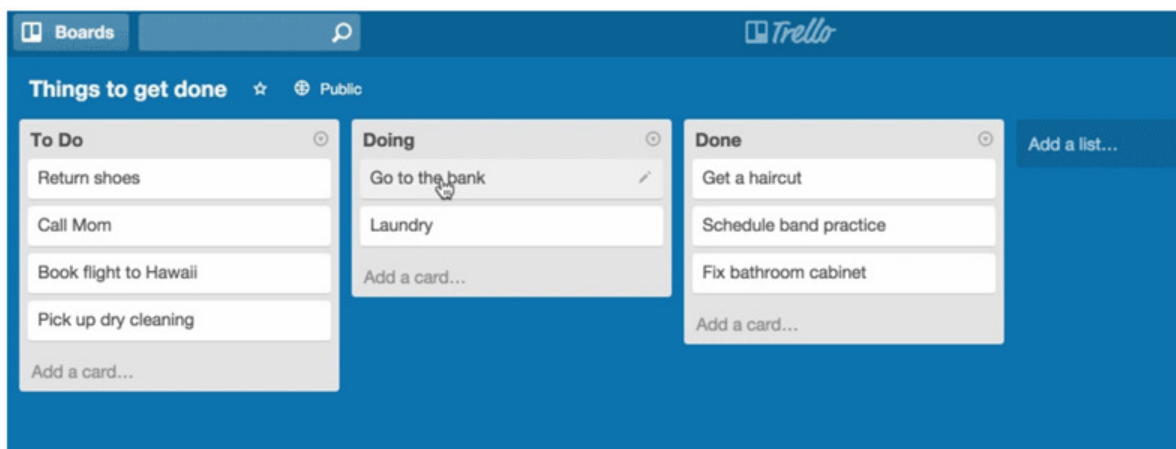 Boards
Trello
Things to get done
Public
To Do
Return shoes
Call Mom
Book flight to Hawaii
Pick up dry cleaning
Add a card...
Doing
Go to the bank
Laundry
Add a card...
Done
Get a haircut
Schedule band practice
Fix bathroom cabinet
Add a card...
Add a list...